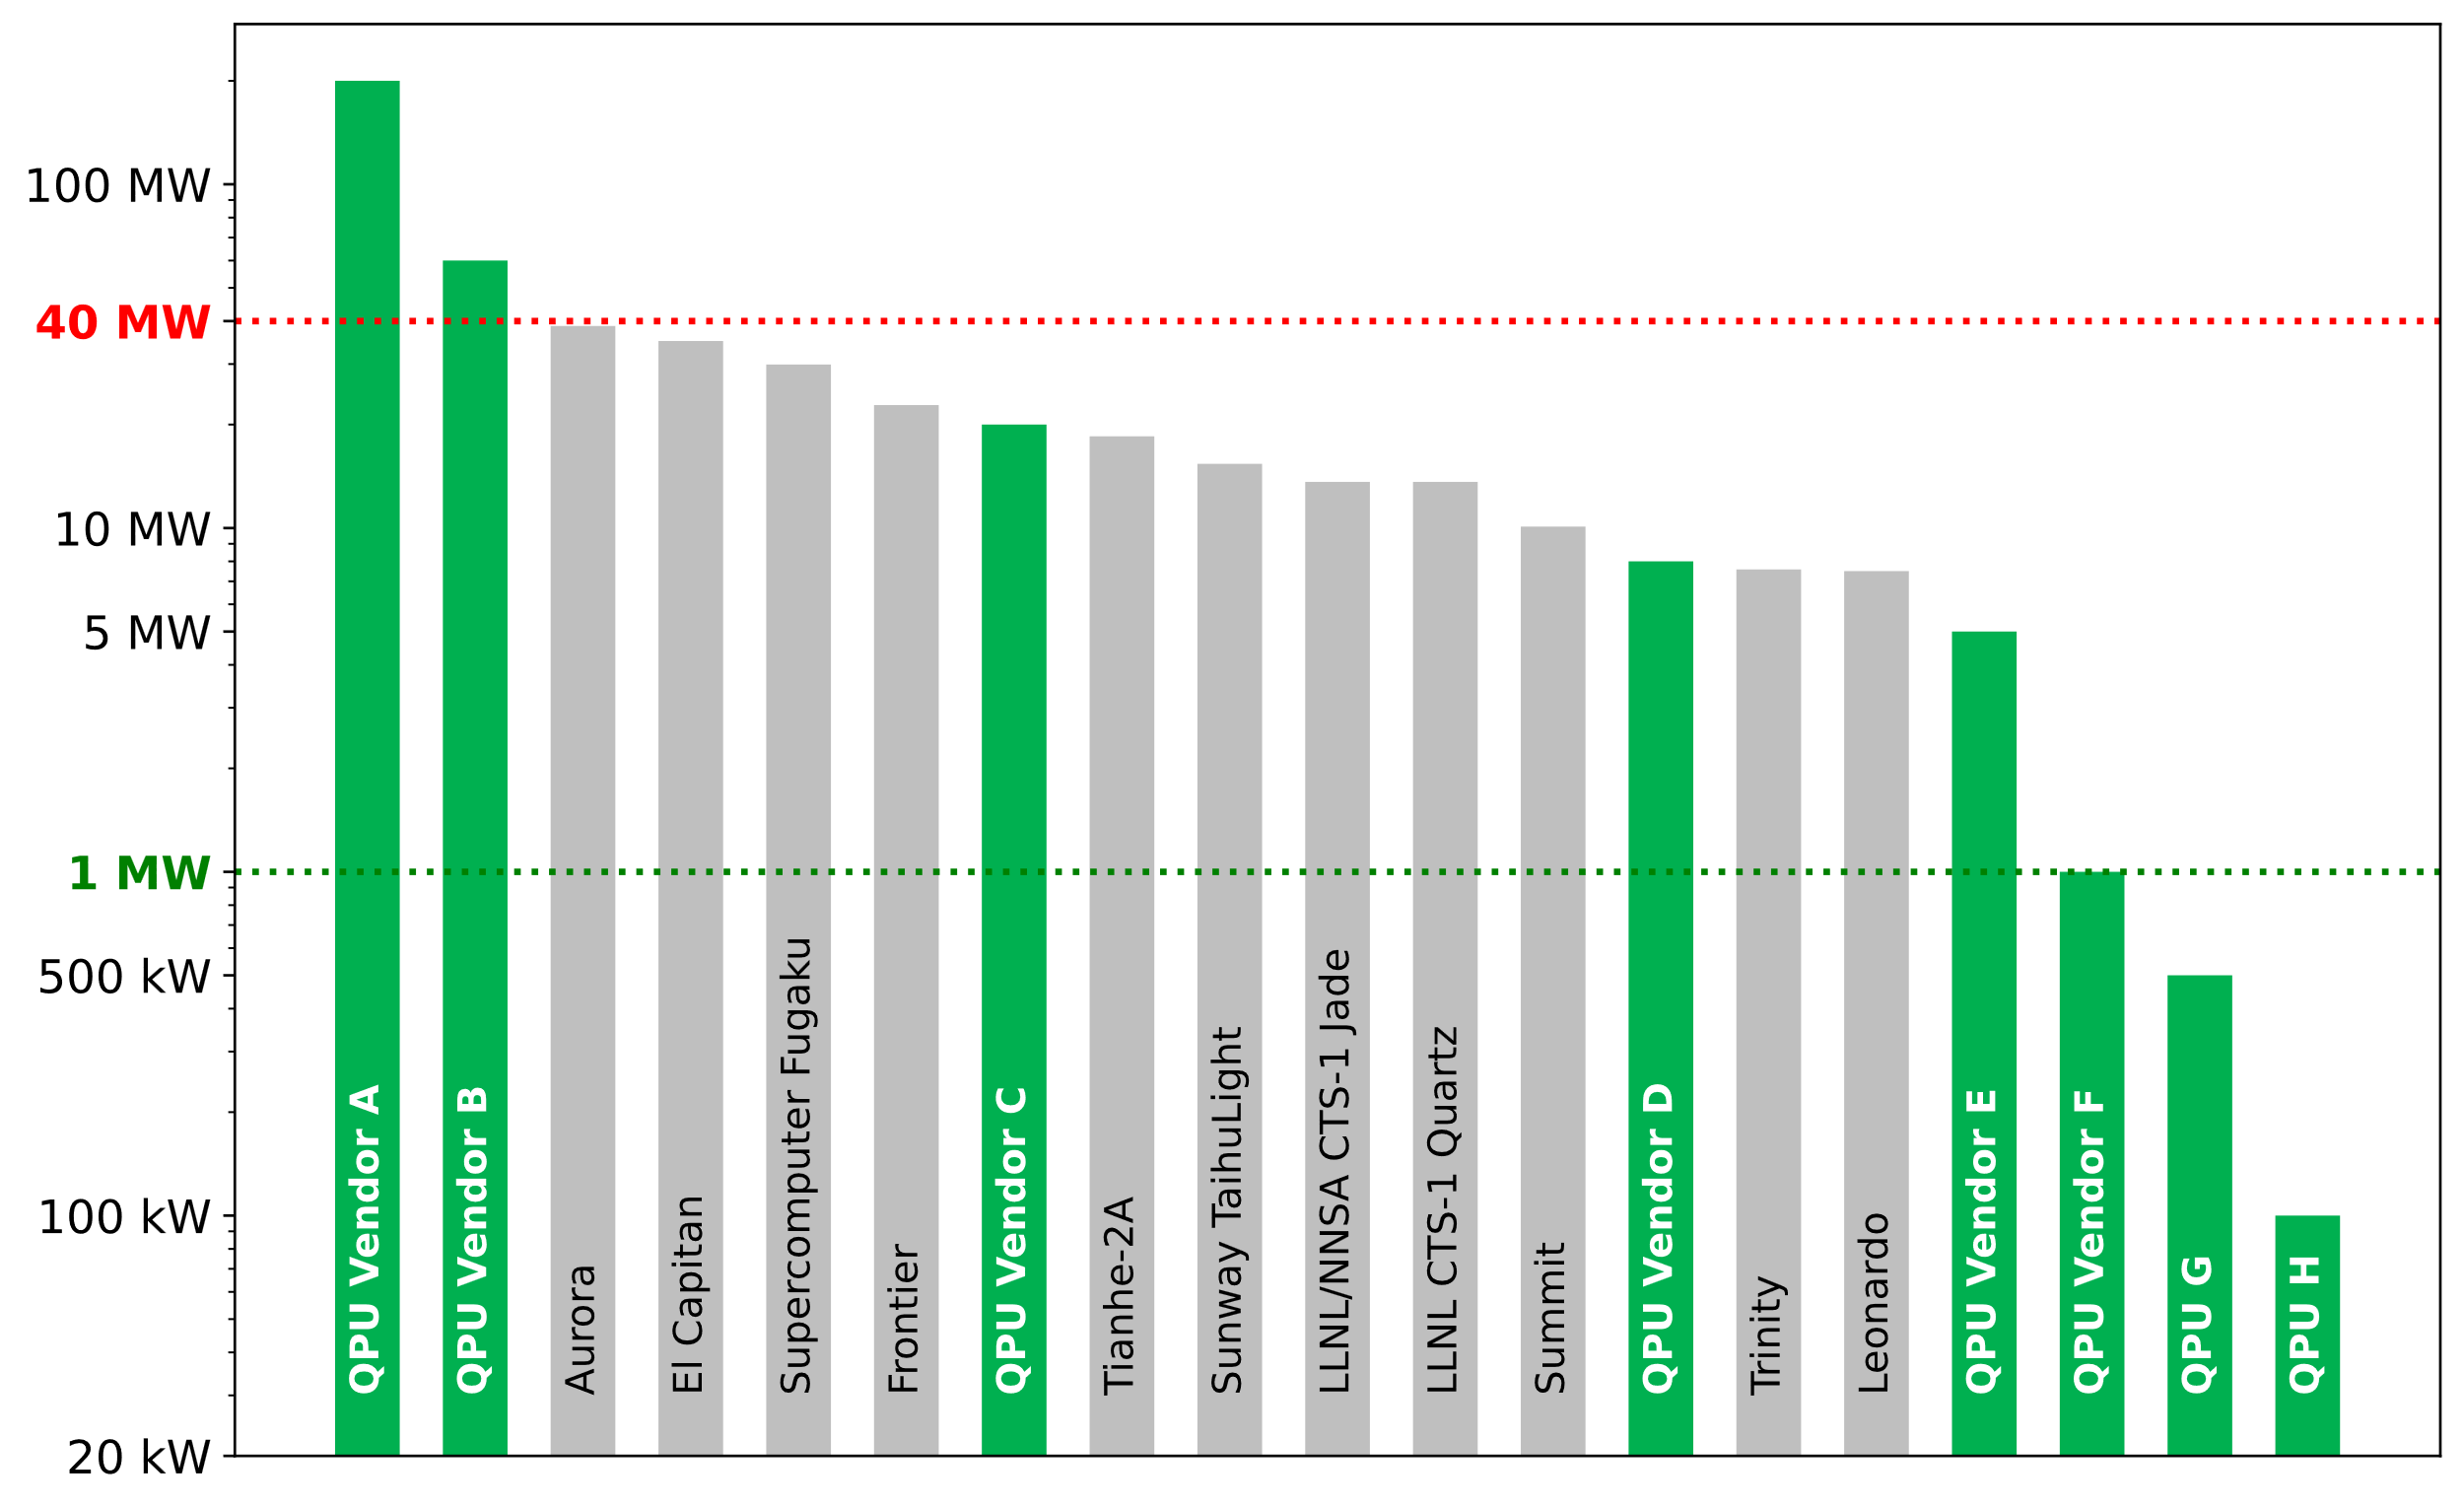 100 MW
40 MW
10 MW
5 MW
1 MW
500 kW
100 kW
20 kW
QPU Vendor A
QPU Vendor B
Aurora
El Capitan
Supercomputer Fugaku
Frontier
QPU Vendor C
Tianhe-2A
Sunway TaihuLight
LLNL/NNSA CTS-1 Jade
LLNL CTS-1 Quartz
Summit
QPU Vendor D
Trinity
Leonardo
QPU Vendor E
QPU Vendor F
QPU G
QPU H